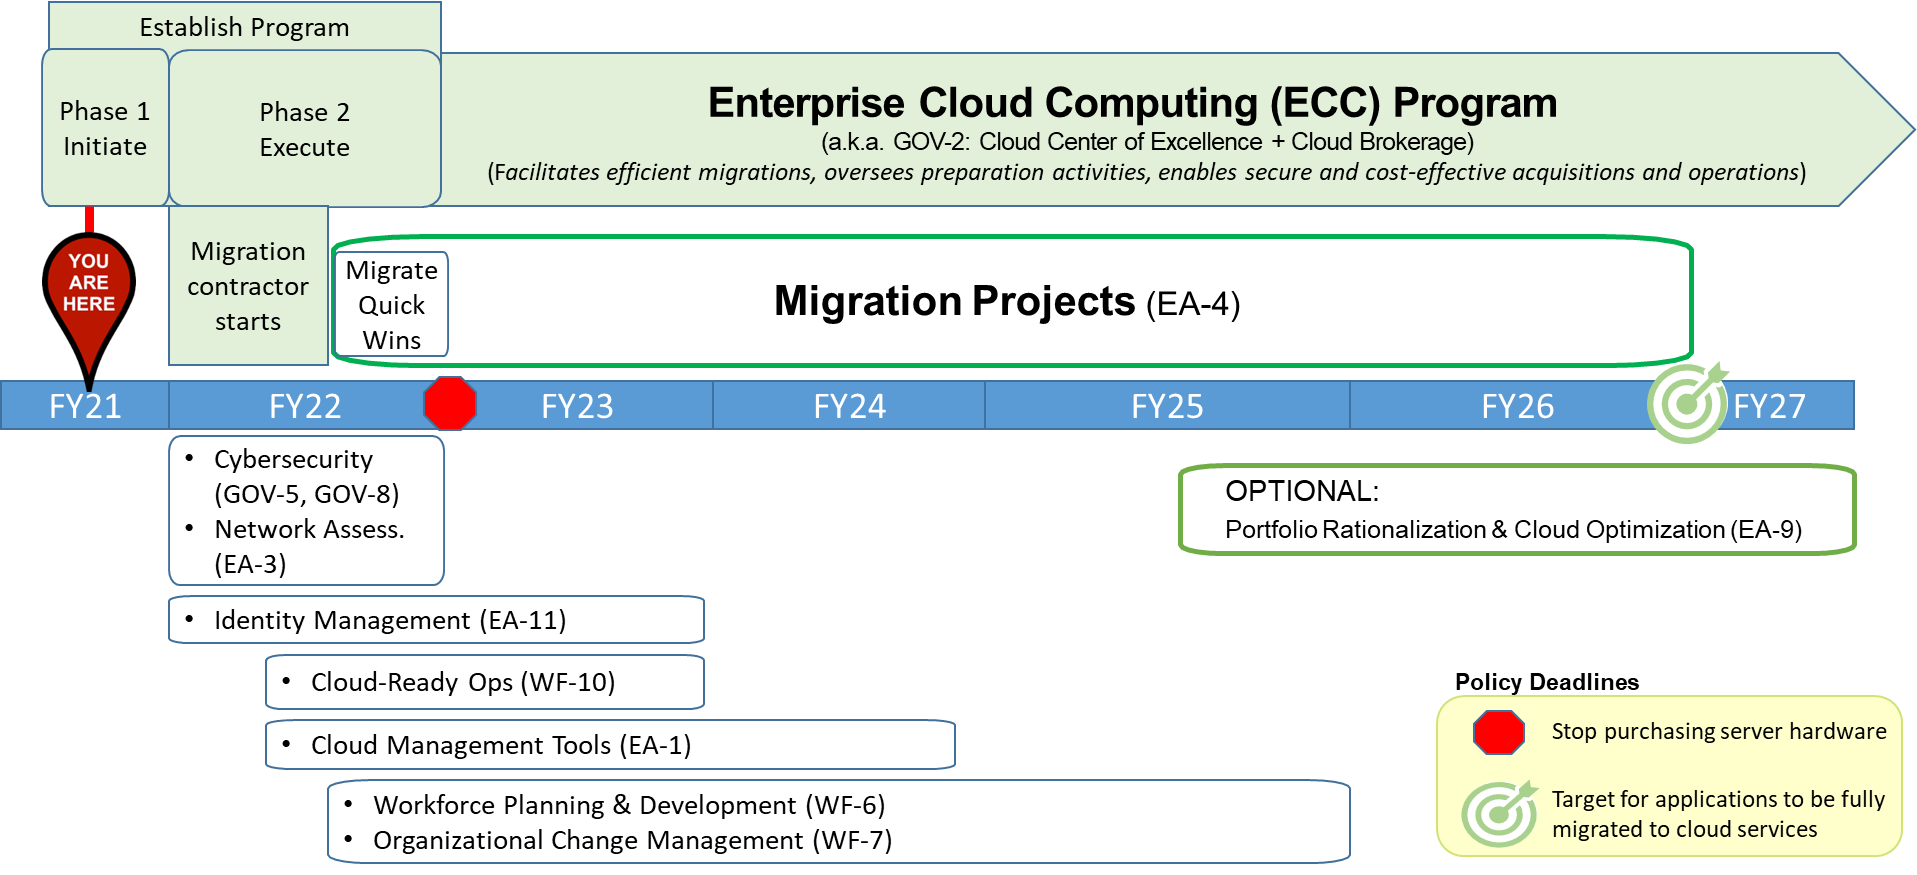 Establish Program
Phase 1
Initiate
Phase 2
Execute
Enterprise Cloud Computing (ECC) Program
(a.k.a. GOV-2: Cloud Center of Excellence + Cloud Brokerage)
(Facilitates efficient migrations, oversees preparation activities, enables secure and cost-effective acquisitions and operations)
YOU
ARE
HERE
Migration
contractor
starts
Migrate
Quick
Wins
Migration Projects (EA-4)
FY21
FY22
FY23
FY24
FY25
FY26
FY27
• Cybersecurity
(GOV-5, GOV-8)
• Network Assess.
(EA-3)
OPTIONAL:
Portfolio Rationalization & Cloud Optimization (EA-9)
• Identity Management (EA-11)
• Cloud-Ready Ops (WF-10)
• Cloud Management Tools (EA-1)
• Workforce Planning & Development (WF-6)
• Organizational Change Management (WF-7)
Policy Deadlines
Stop purchasing server hardware
Target for applications to be fully
migrated to cloud services